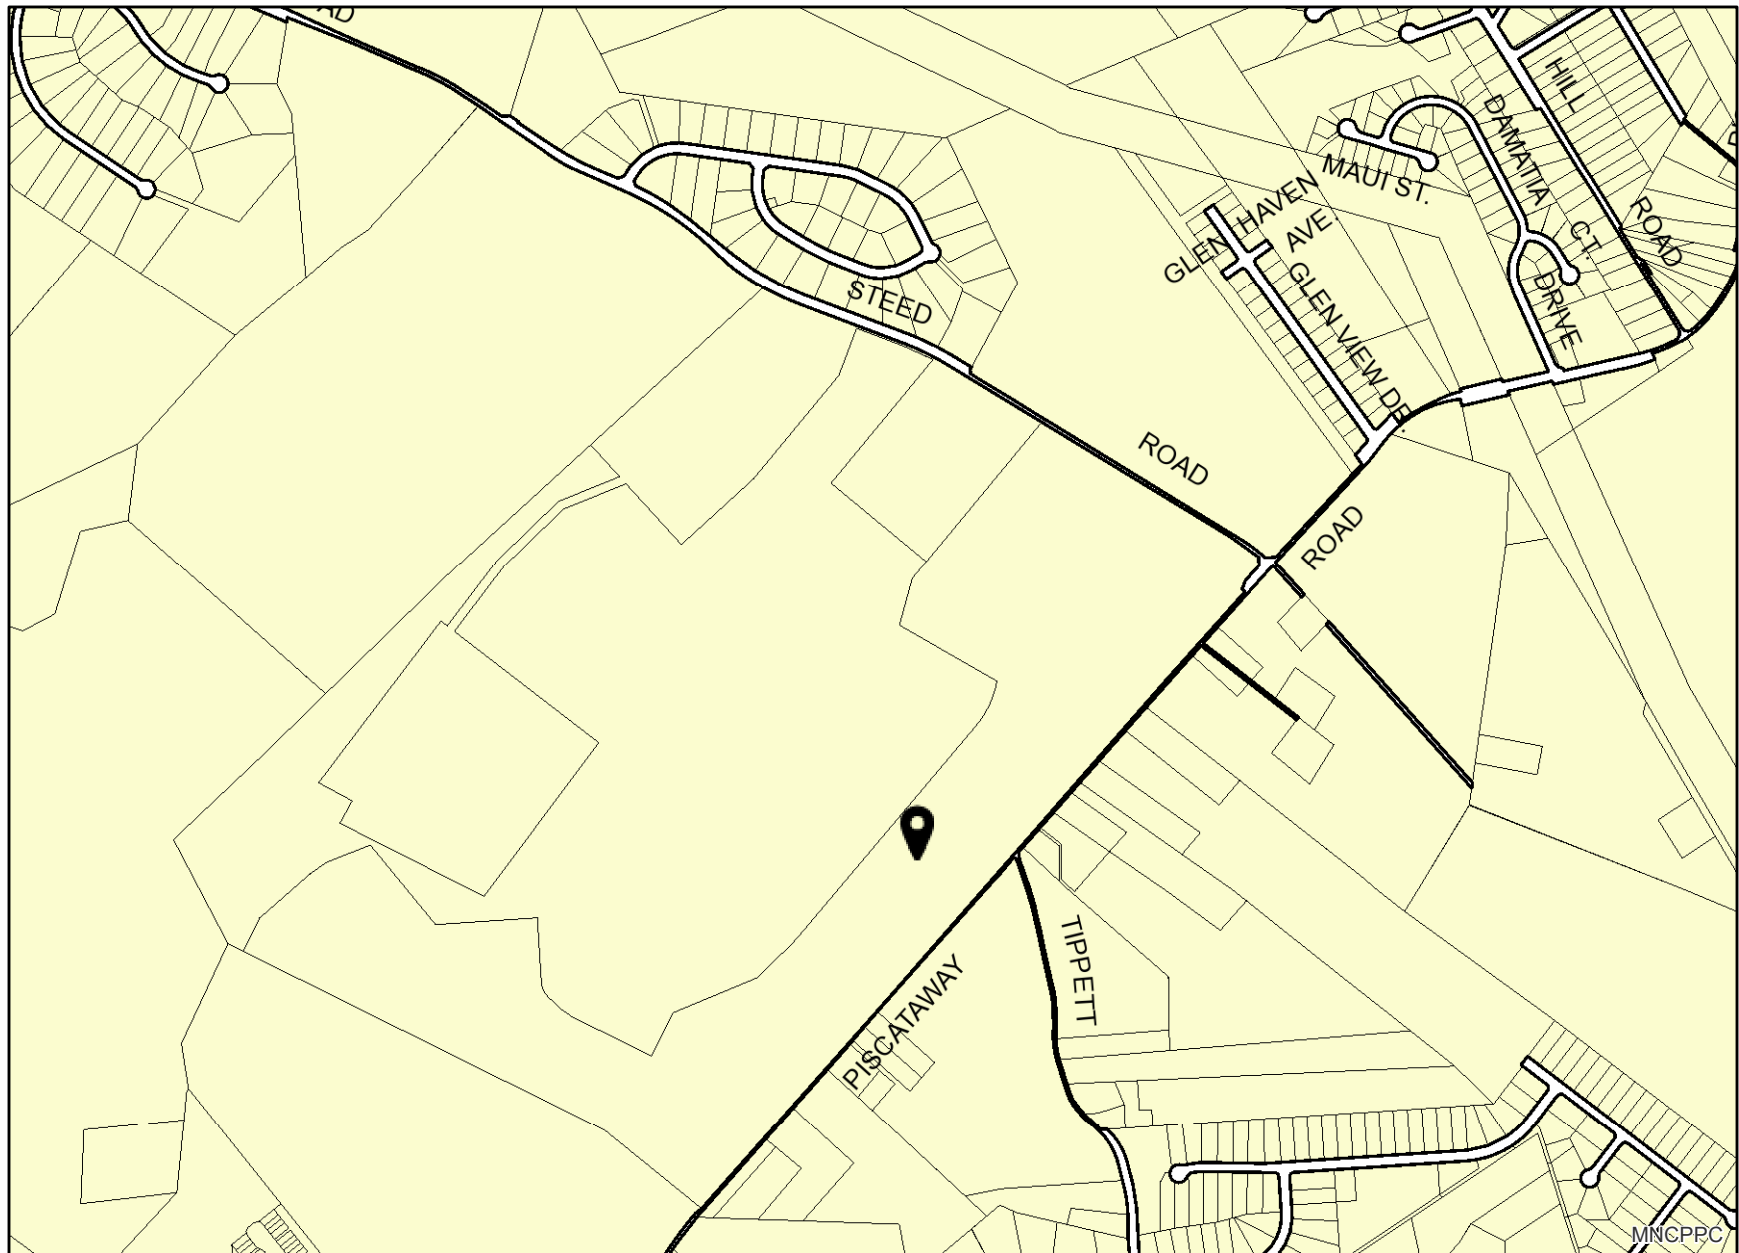 AD
HILL
DAMATIA
CT.
MAUI ST.
GLEN HAVEN
AVE.
ROAD
GLEN VIEW DR.
DRIVE
STEED
ROAD
ROAD
TIPPETT
PISCATAWAY
MNCPPC